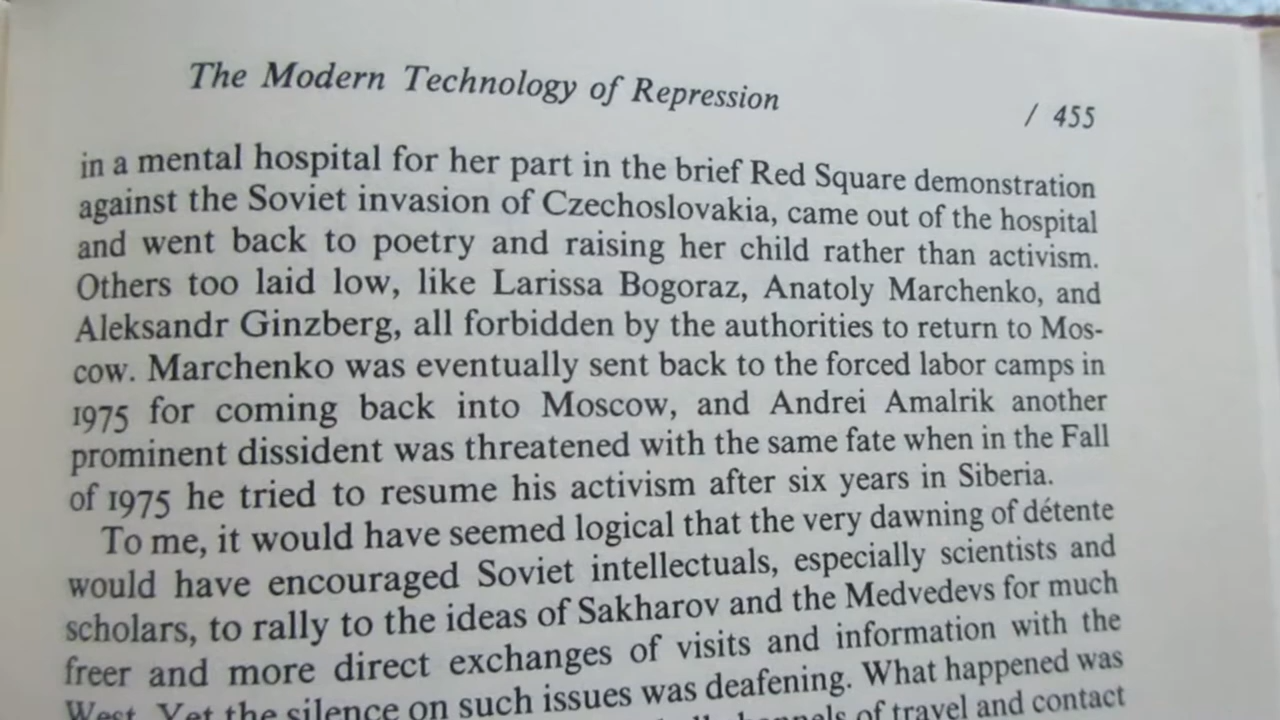 The Modern Technology of Repression / 455
in a mental hospital for her part in the brief Red Square demonstration
against the Soviet invasion of Czechoslovakia, came out of the hospital
and went back to poetry and raising her child rather than activism.
Others too laid low, like Larissa Bogoraz, Anatoly Marchenko, and
Aleksandr Ginzberg, all forbidden by the authorities to return to Mos-
cow. Marchenko was eventually sent back to the forced labor camps in
1975 for coming back into Moscow, and Andrei Amalrik another
prominent dissident was threatened with the same fate when in the Fall
of 1975 he tried to resume his activism after six years in Siberia.
To me, it would have seemed logical that the very dawning of détente
would have encouraged Soviet intellectuals, especially scientists and
scholars, to rally to the ideas of Sakharov and the Medvedevs for much
freer and more direct exchanges of visits and information with the
West. Yet the silence on such issues was deafening. What happened was
of travel and contact